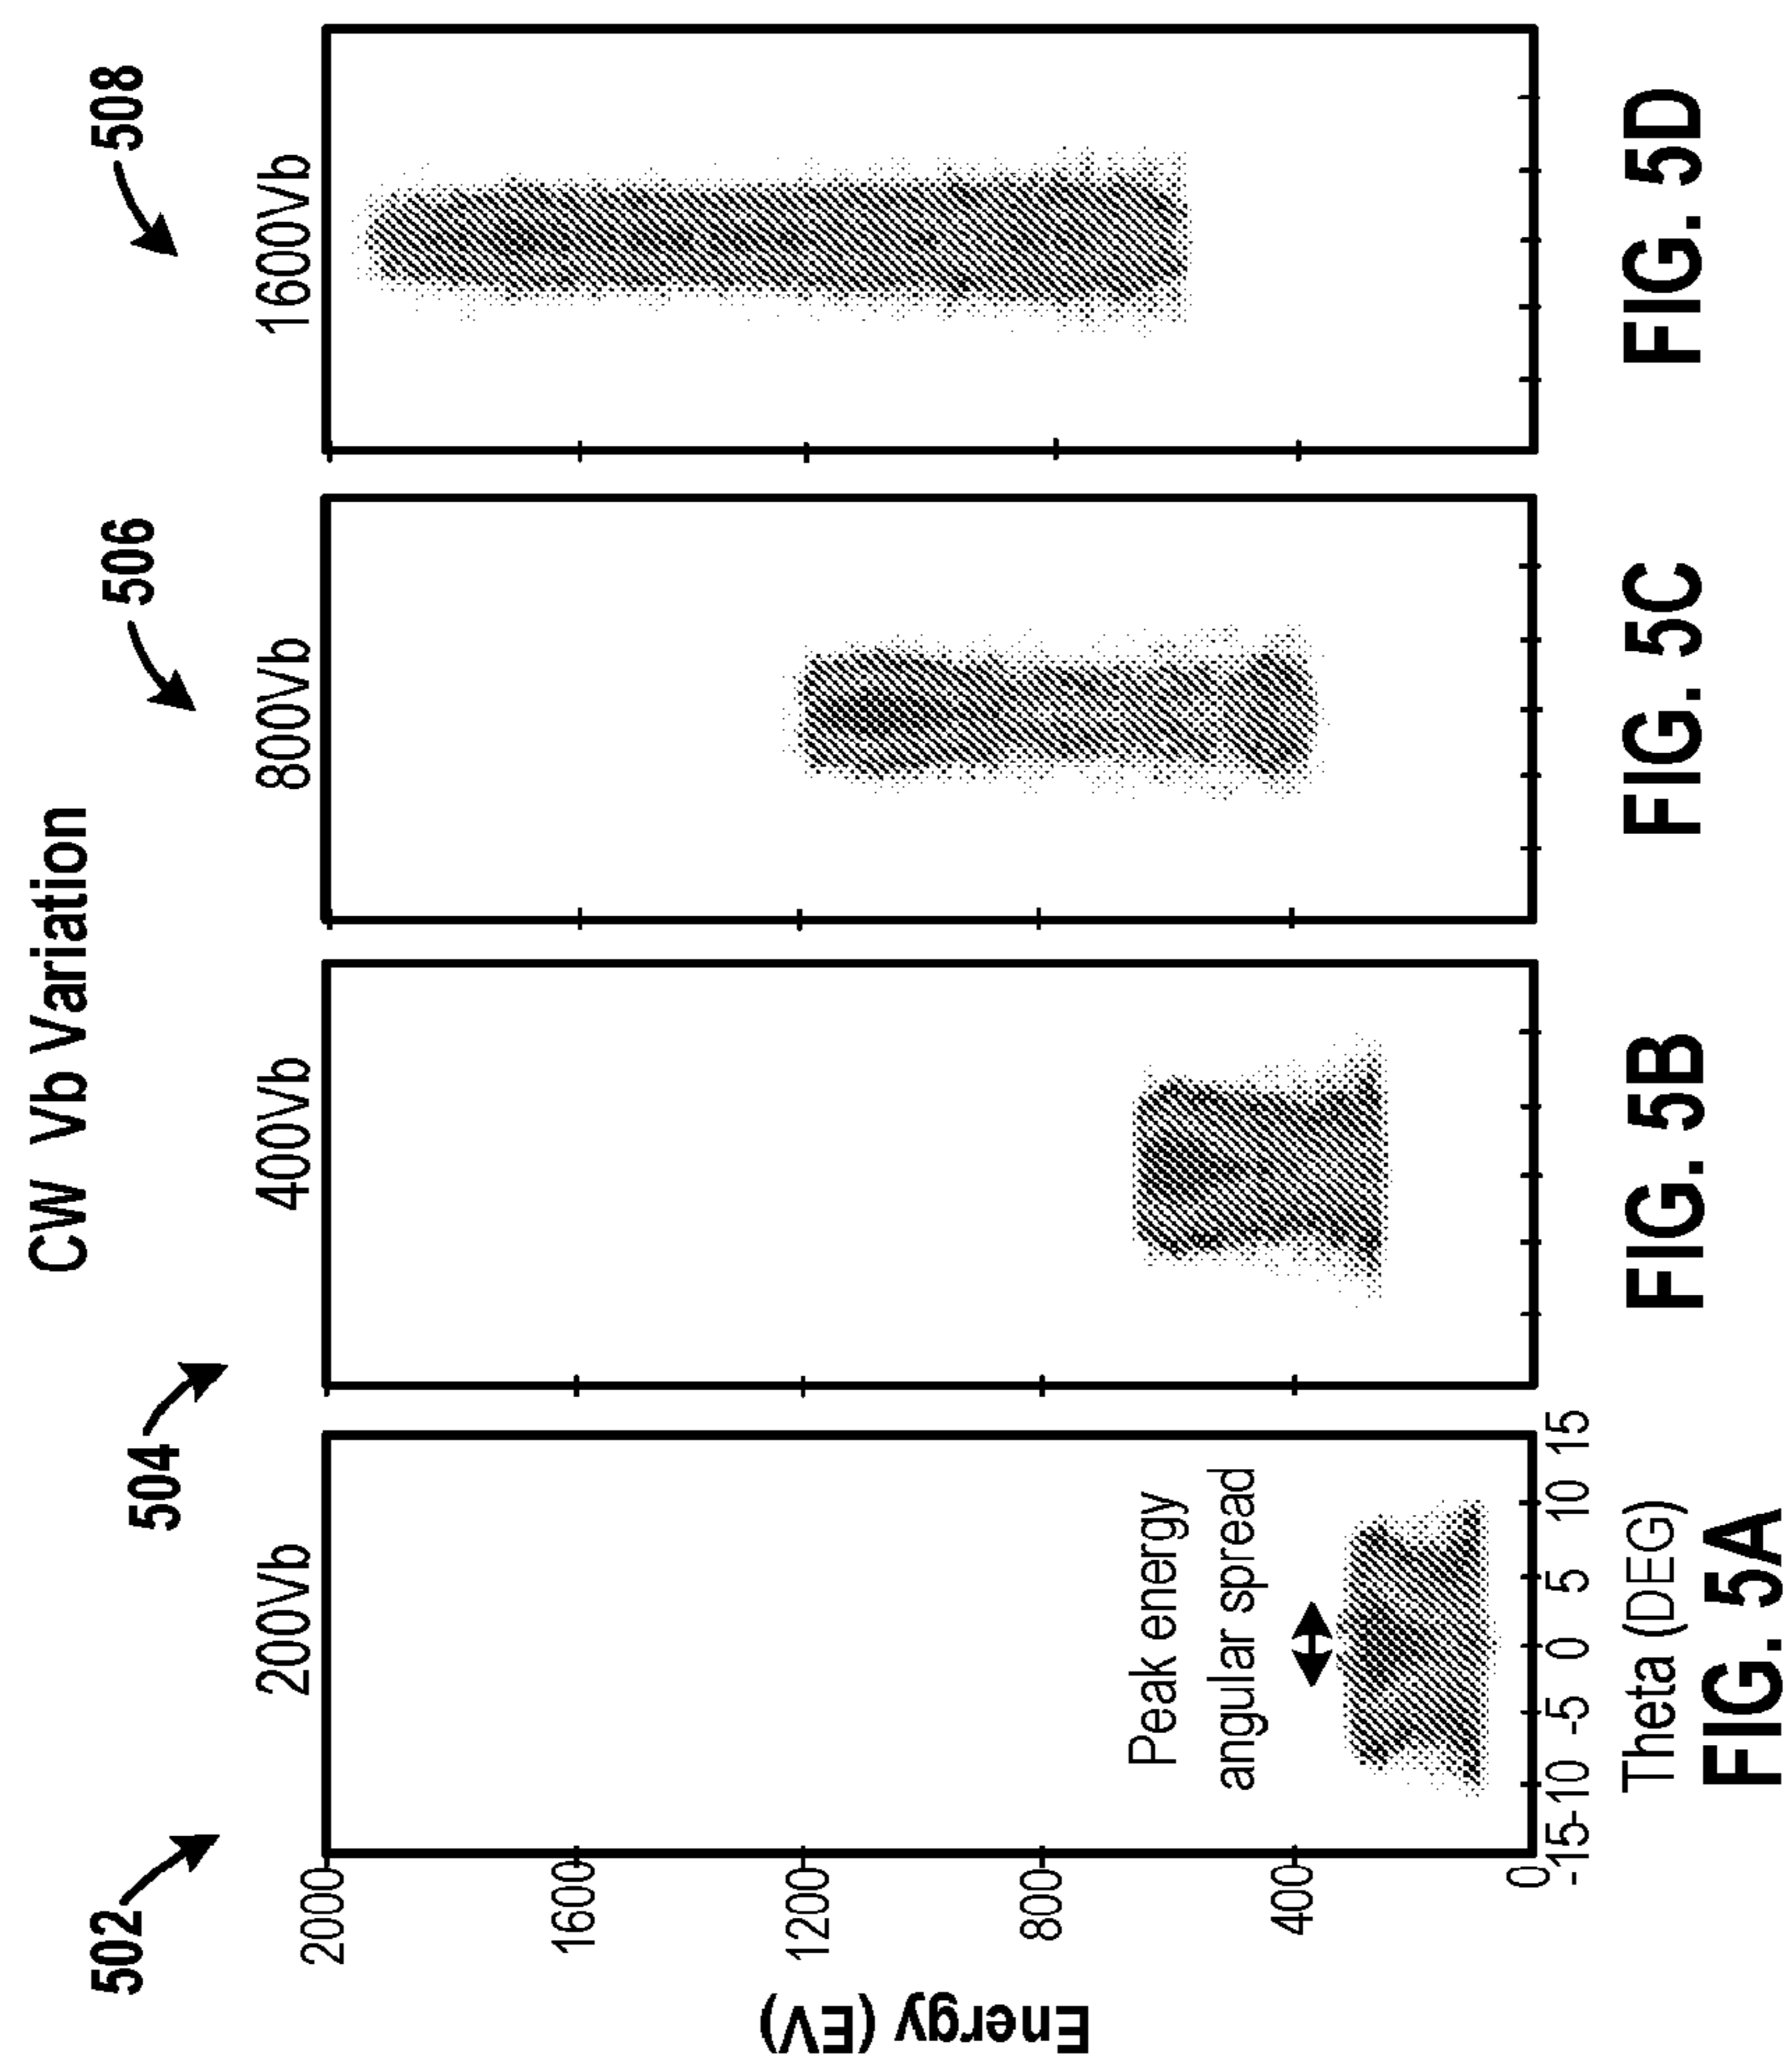 CW Vb Variation
502
504
506
508
200Vb
400Vb
800Vb
1600Vb
Energy (EV)
2000
1600
1200
800
400
0
Peak energy
angular spread
-15 -10 -5 0 5 10 15
Theta (DEG)
FIG. 5A
FIG. 5B
FIG. 5C
FIG. 5D